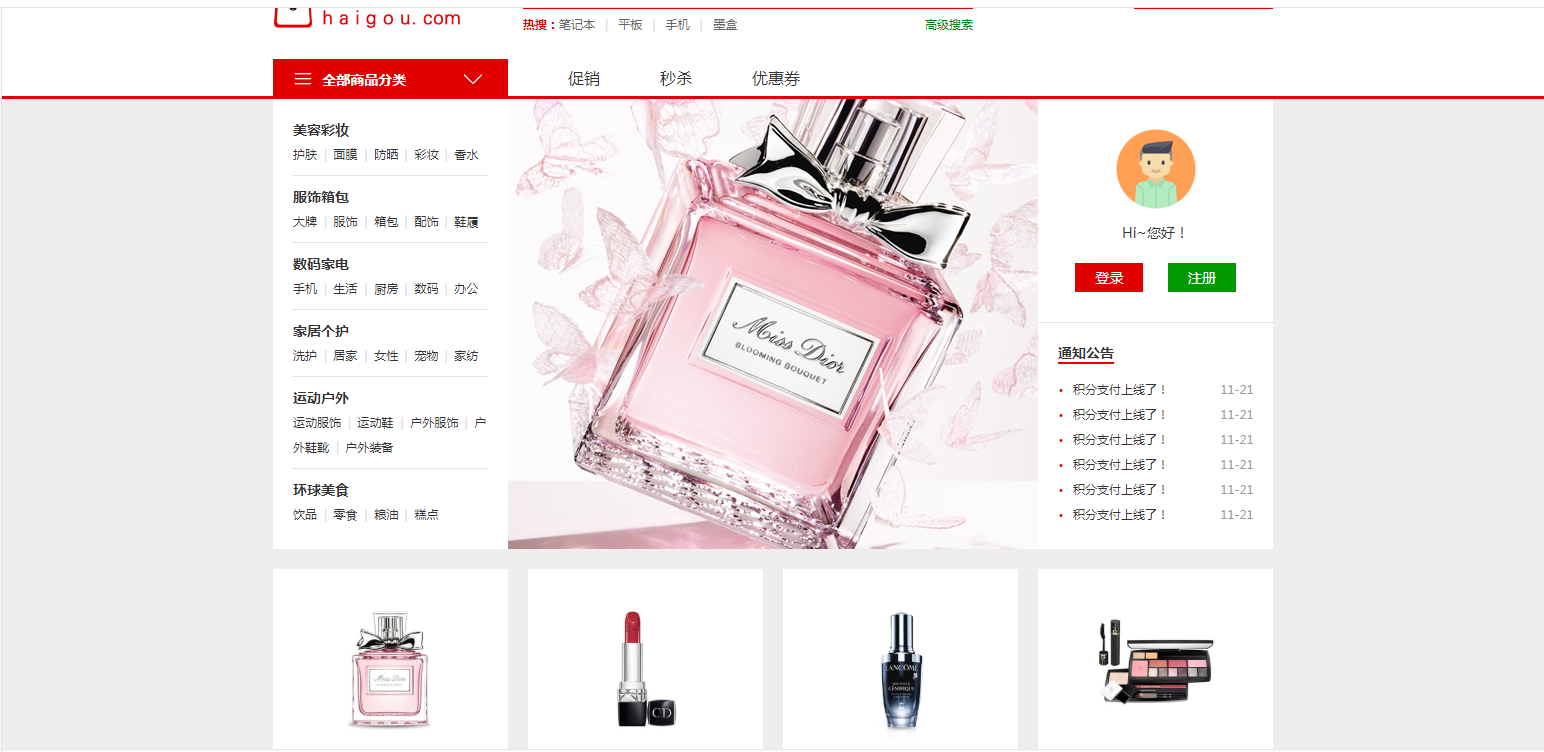 haigou.com
热搜：笔记本 | 平板 | 手机 | 墨盒
高级搜索
全部商品分类
促销 秒杀 优惠券
美容彩妆
护肤 | 面膜 | 防晒 | 彩妆 | 香水
服饰箱包
大牌 | 服饰 | 箱包 | 配饰 | 鞋履
数码家电
手机 | 生活 | 厨房 | 数码 | 办公
家居个护
洗护 | 居家 | 女性 | 宠物 | 家纺
运动户外
运动服饰 | 运动鞋 | 户外服饰 | 户
外鞋靴 | 户外装备
环球美食
饮品 | 零食 | 粮油 | 糕点
Miss Dior
BLOOMING BOUQUET
Hi~您好！
登录 注册
通知公告
• 积分支付上线了！ 11-21
• 积分支付上线了！ 11-21
• 积分支付上线了！ 11-21
• 积分支付上线了！ 11-21
• 积分支付上线了！ 11-21
• 积分支付上线了！ 11-21
Miss Dior
CD
LANCÔME
GÉNIFIQUE